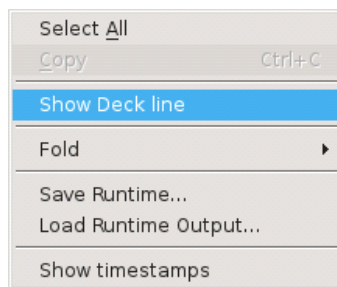 Select All
Copy Ctrl+C
Show Deck line
Fold
Save Runtime...
Load Runtime Output...
Show timestamps